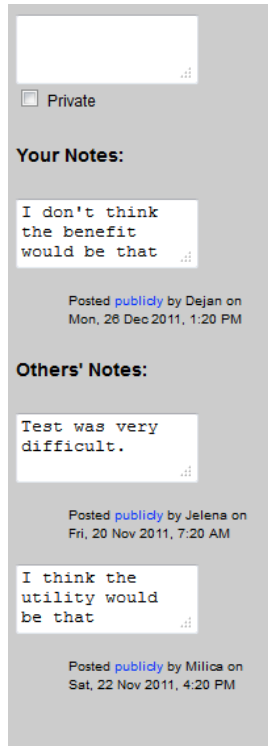 Private
Your Notes:
I don't think
the benefit
would be that
Posted publicly by Dejan on
Mon, 26 Dec 2011, 1:20 PM
Others' Notes:
Test was very
difficult.
Posted publicly by Jelena on
Fri, 20 Nov 2011, 7:20 AM
I think the
utility would
be that
Posted publicly by Milica on
Sat, 22 Nov 2011, 4:20 PM